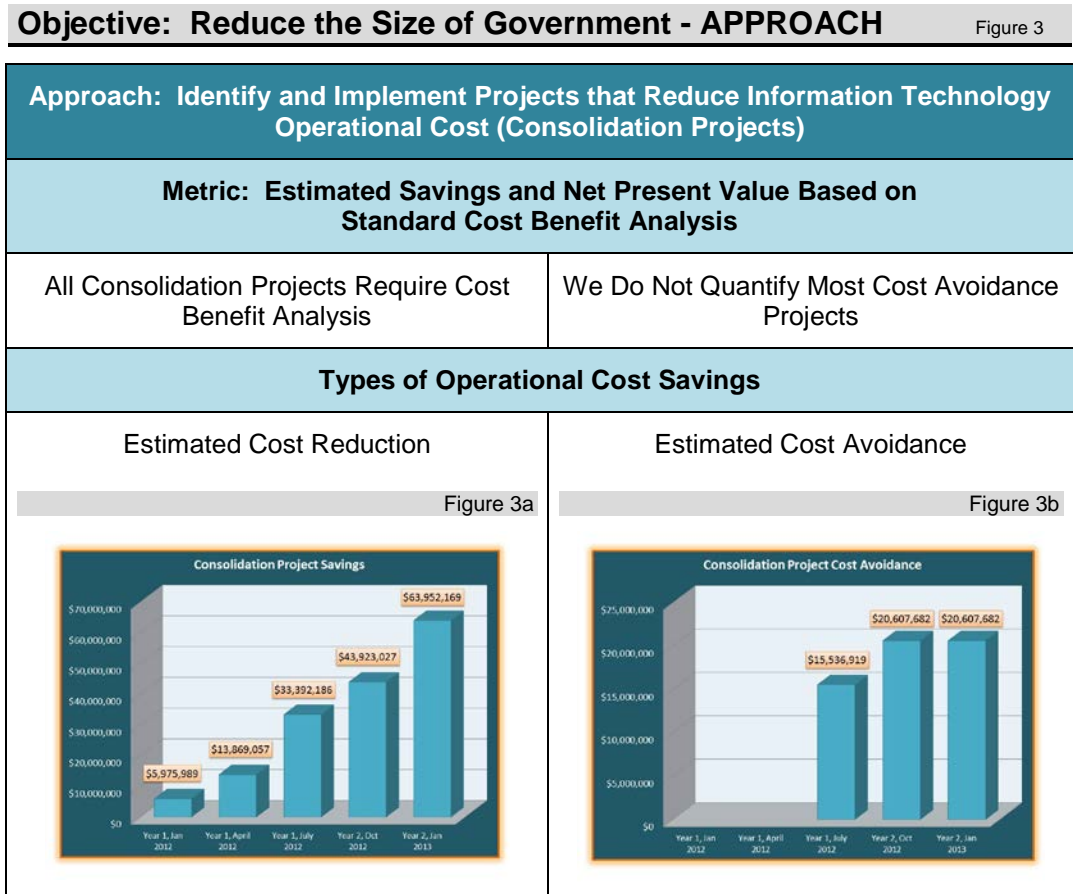 Objective: Reduce the Size of Government - APPROACH Figure 3
Approach: Identify and Implement Projects that Reduce Information Technology
Operational Cost (Consolidation Projects)
Metric: Estimated Savings and Net Present Value Based on
Standard Cost Benefit Analysis
All Consolidation Projects Require Cost
Benefit Analysis
We Do Not Quantify Most Cost Avoidance
Projects
Types of Operational Cost Savings
Estimated Cost Reduction
Figure 3a
Consolidation Project Savings
$70,000,000
$60,000,000
$50,000,000
$40,000,000
$30,000,000
$20,000,000
$10,000,000
$0
$5,975,989
$13,869,057
$33,392,186
$43,923,027
$63,952,169
Year 1, Jan
2012
Year 1, April
2012
Year 1, July
2012
Year 2, Oct
2012
Year 2, Jan
2013
Estimated Cost Avoidance
Figure 3b
Consolidation Project Cost Avoidance
$25,000,000
$20,000,000
$15,000,000
$10,000,000
$5,000,000
$0
$15,536,919
$20,607,682
$20,607,682
Year 1, Jan
2012
Year 1, April
2012
Year 1, July
2012
Year 2, Oct
2012
Year 2, Jan
2013